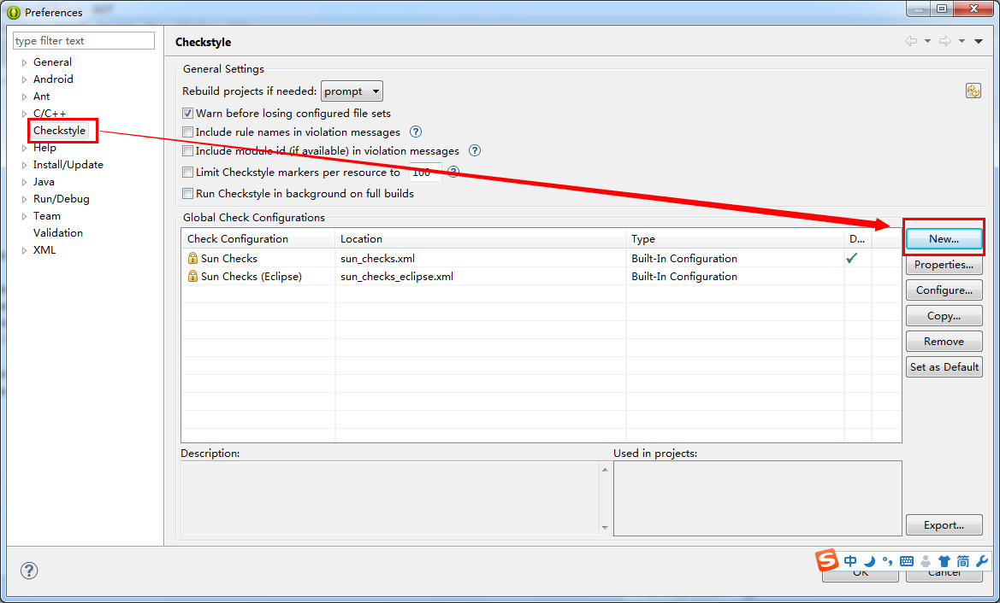 Preferences
type filter text
General
Android
Ant
C/C++
Checkstyle
Help
Install/Update
Java
Run/Debug
Team
Validation
XML
Checkstyle
General Settings
Rebuild projects if needed: prompt
Warn before losing configured file sets
Include rule names in violation messages
Include module id (if available) in violation messages
Limit Checkstyle markers per resource to 100
Run Checkstyle in background on full builds
Global Check Configurations
Check Configuration Location Type D...
Sun Checks sun_checks.xml Built-In Configuration
Sun Checks (Eclipse) sun_checks_eclipse.xml Built-In Configuration
New...
Properties...
Configure...
Copy...
Remove
Set as Default
Description: Used in projects:
Export...
S 中 简
OK Cancel